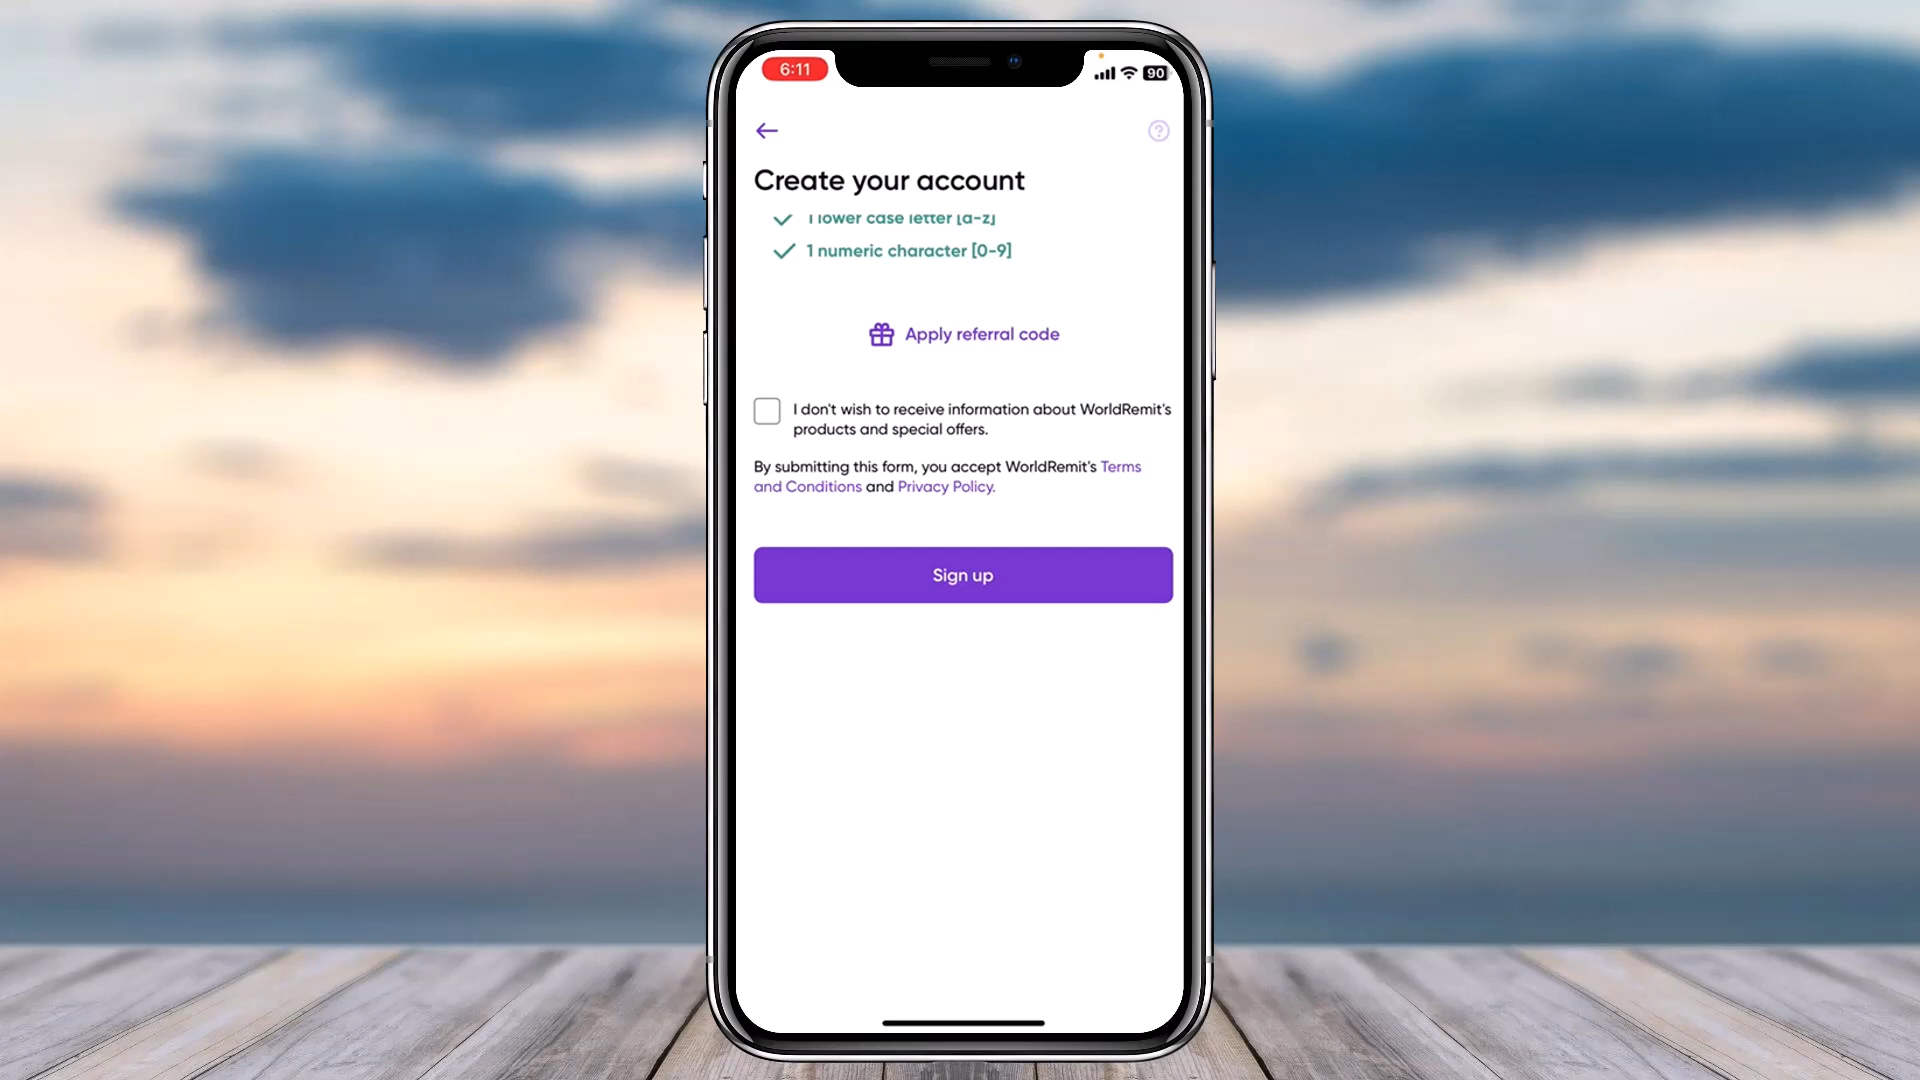 6:11
90
Create your account
1 lower case letter [a-z]
1 numeric character [0-9]
Apply referral code
I don't wish to receive information about WorldRemit's
products and special offers.
By submitting this form, you accept WorldRemit's Terms
and Conditions and Privacy Policy.
Sign up